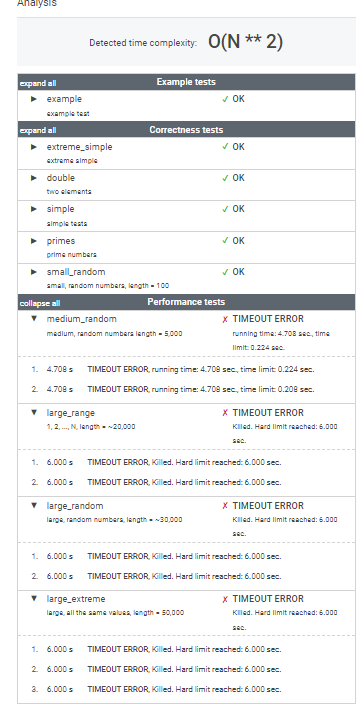 Analysis
Detected time complexity: O(N ** 2)
expand all Example tests
▶ example ✓ OK
example test
expand all Correctness tests
▶ extreme_simple ✓ OK
extreme simple
▶ double ✓ OK
two elements
▶ simple ✓ OK
simple tests
▶ primes ✓ OK
prime numbers
▶ small_random ✓ OK
small, random numbers, length = 100
collapse all Performance tests
▼ medium_random ✗ TIMEOUT ERROR
medium, random numbers length = 5,000 running time: 4.708 sec., time
limit: 0.224 sec.
1. 4.708 s TIMEOUT ERROR, running time: 4.708 sec., time limit: 0.224 sec.
2. 4.708 s TIMEOUT ERROR, running time: 4.708 sec., time limit: 0.208 sec.
▼ large_range ✗ TIMEOUT ERROR
1, 2, ..., N, length = ~20,000 Killed. Hard limit reached: 6.000
sec.
1. 6.000 s TIMEOUT ERROR, Killed. Hard limit reached: 6.000 sec.
2. 6.000 s TIMEOUT ERROR, Killed. Hard limit reached: 6.000 sec.
▼ large_random ✗ TIMEOUT ERROR
large, random numbers, length = ~30,000 Killed. Hard limit reached: 6.000
sec.
1. 6.000 s TIMEOUT ERROR, Killed. Hard limit reached: 6.000 sec.
2. 6.000 s TIMEOUT ERROR, Killed. Hard limit reached: 6.000 sec.
▼ large_extreme ✗ TIMEOUT ERROR
large, all the same values, length = 50,000 Killed. Hard limit reached: 6.000
sec.
1. 6.000 s TIMEOUT ERROR, Killed. Hard limit reached: 6.000 sec.
2. 6.000 s TIMEOUT ERROR, Killed. Hard limit reached: 6.000 sec.
3. 6.000 s TIMEOUT ERROR, Killed. Hard limit reached: 6.000 sec.